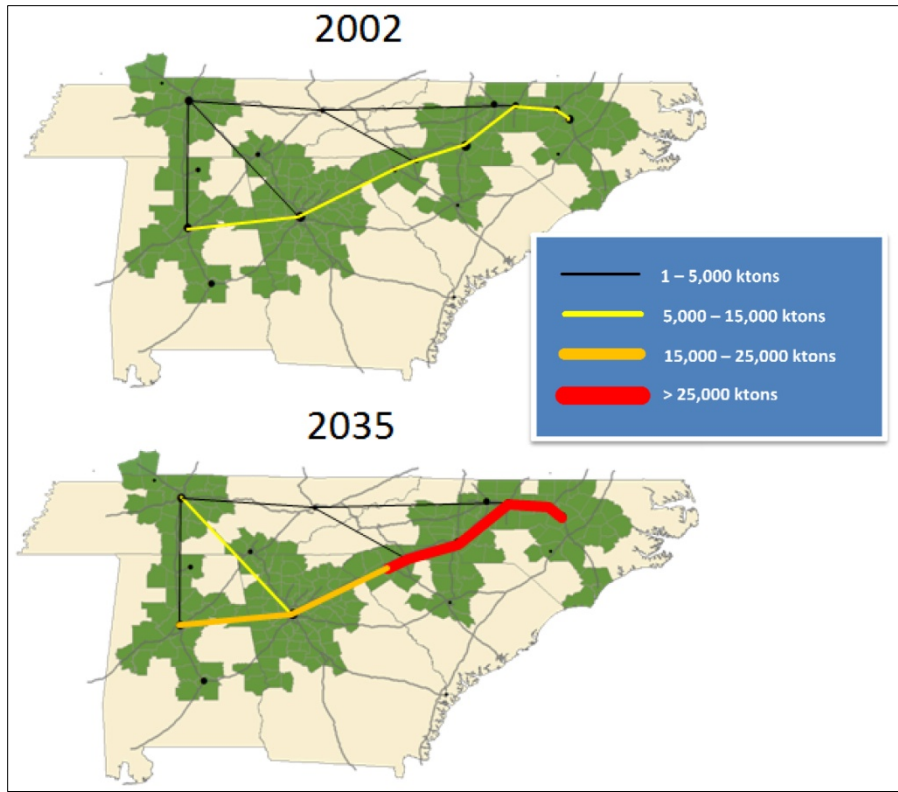 2002
1 – 5,000 ktons
5,000 – 15,000 ktons
15,000 – 25,000 ktons
> 25,000 ktons
2035